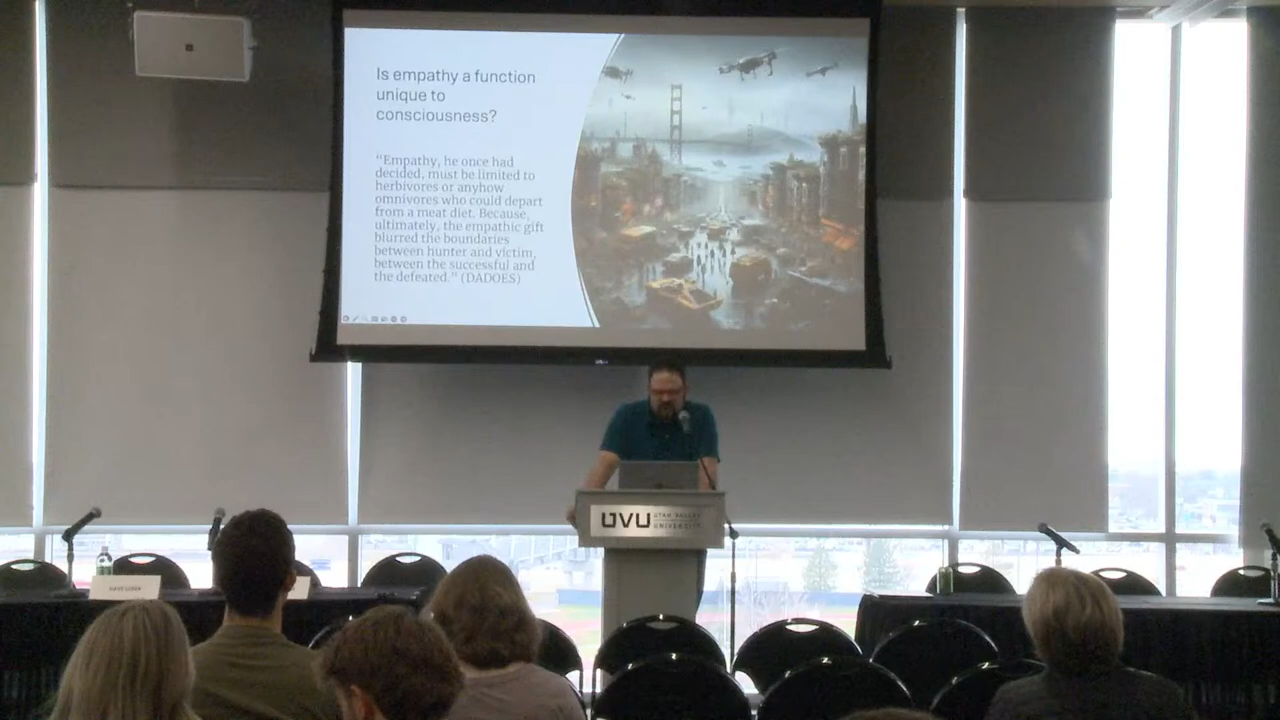 Is empathy a function
unique to
consciousness?
“Empathy, he once had
decided, must be limited to
herbivores or anyhow
omnivores who could depart
from a meat diet. Because,
ultimately, the empathic gift
blurred the boundaries
between hunter and victim,
between the successful and
the defeated.” (DADOES)
UVU
UTAH VALLEY
UNIVERSITY